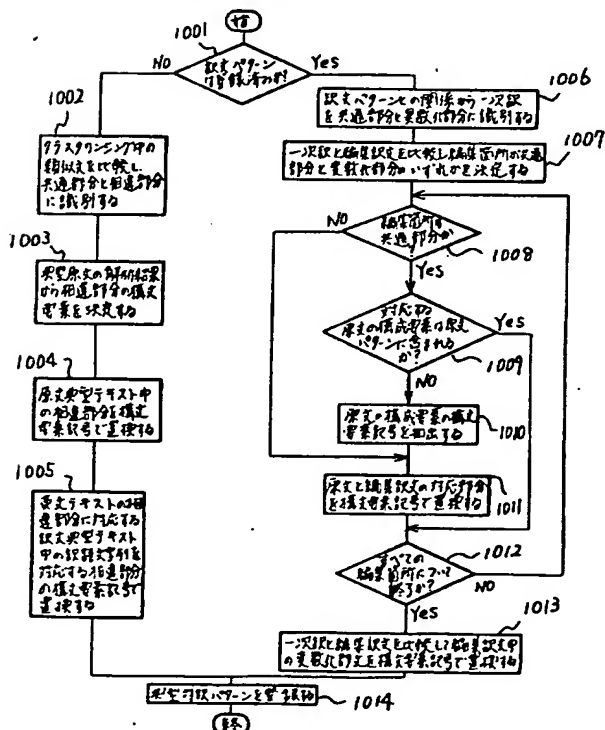 始
1001
訳文パターン
は登録済みか?
NO
Yes
1002
クラスタリング中の
類似文を比較し
共通部分と相違部分
に識別する
1003
典型原文の解析結果
から相違部分の構文
要素を決定する
1004
原文典型テキスト中
の相違部分を構文
要素記号で置換する
1005
原文テキストの相
違部分に対応する
訳文典型テキスト
中の訳語文字列を
対応する相違部分
の構文要素記号で
置換する
1006
訳文パターンとの関係から一次訳
を共通部分と変数化部分に識別する
1007
一次訳と編集訳文を比較し編集箇所が共通
部分と変数化部分のいずれかを決定する
NO
編集箇所は
共通部分か
1008
Yes
対応する
原文の構成要素は原文
パターンに含まれる
か?
Yes
1009
NO
原文の構成要素の構文
要素記号を抽出する
1010
原文と編集訳文の対応部分
を構文要素記号で置換する
1011
すべての
編集箇所について
終了か?
1012
NO
Yes
1013
一次訳と編集訳文を比較して編集訳文中
の変数化部文を構文要素記号で置換する
典型対訳パターンを登録する
1014
終